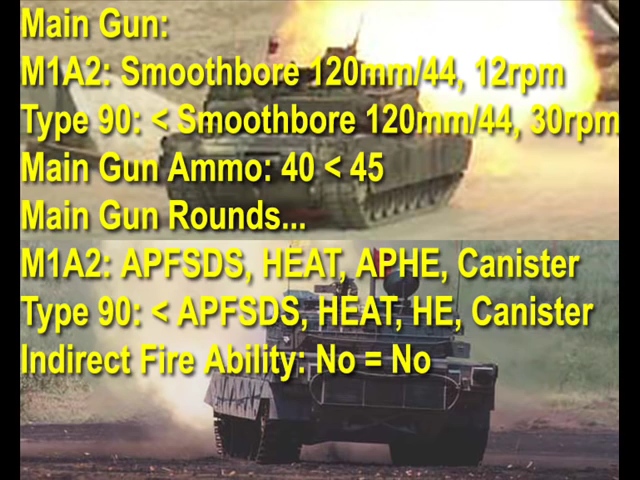 Main Gun:
M1A2: Smoothbore 120mm/44, 12rpm
Type 90: < Smoothbore 120mm/44, 30rpm
Main Gun Ammo: 40 < 45
Main Gun Rounds...
M1A2: APFSDS, HEAT, APHE, Canister
Type 90: < APFSDS, HEAT, HE, Canister
Indirect Fire Ability: No = No